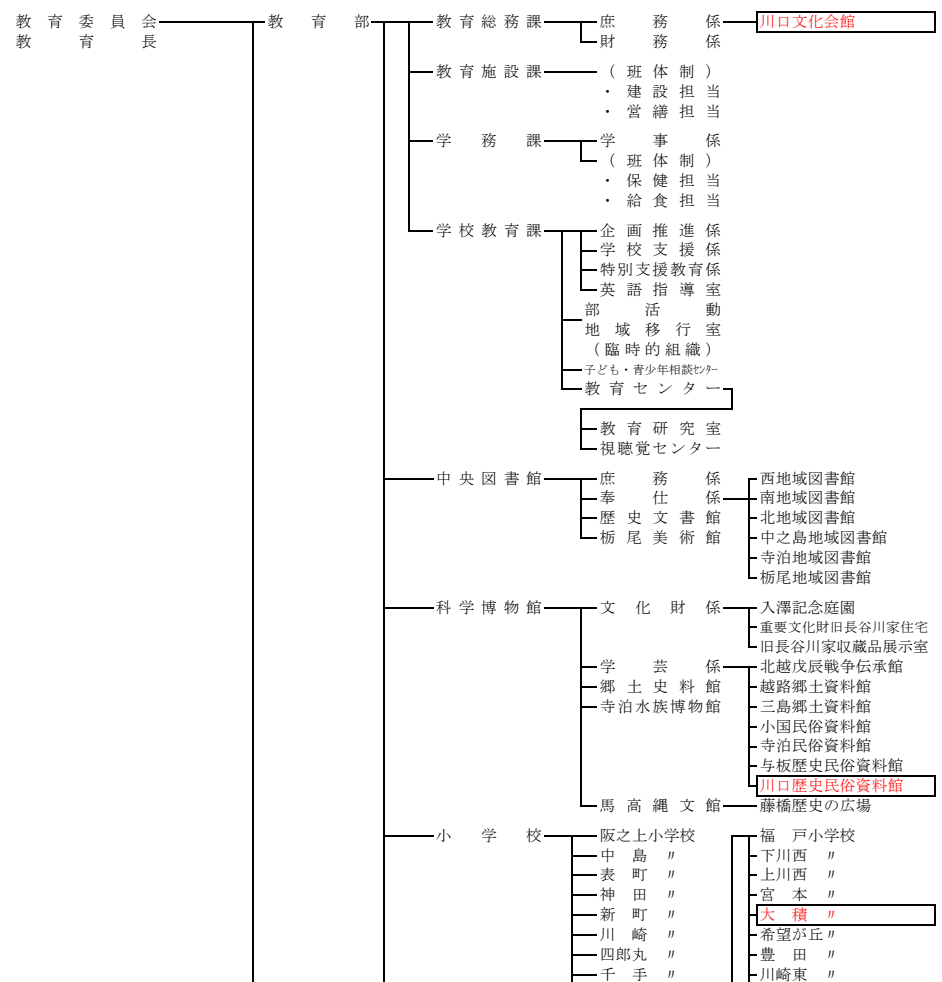 教育委員会 教育部 教育総務課 庶務係 川口文化会館
教育長 財務係
教育施設課 （班体制）
・建設担当
・営繕担当
学務課 学事係
（班体制）
・保健担当
・給食担当
学校教育課 企画推進係
学校支援係
特別支援教育係
英語指導室
部活動
地域移行室
（臨時的組織）
子ども・青少年相談ｾﾝﾀｰ
教育センター
教育研究室
視聴覚センター
中央図書館 庶務係 西地域図書館
奉仕係 南地域図書館
歴史文書館 北地域図書館
栃尾美術館 中之島地域図書館
寺泊地域図書館
栃尾地域図書館
科学博物館 文化財係 入澤記念庭園
重要文化財旧長谷川家住宅
旧長谷川家収蔵品展示室
学芸係 北越戊辰戦争伝承館
郷土史料館 越路郷土資料館
寺泊水族博物館 三島郷土資料館
小国民俗資料館
寺泊民俗資料館
与板歴史民俗資料館
川口歴史民俗資料館
馬高縄文館 藤橋歴史の広場
小学校 阪之上小学校 福戸小学校
中島〃 下川西〃
表町〃 上川西〃
神田〃 宮本〃
新町〃 大積〃
川崎〃 希望が丘〃
四郎丸〃 豊田〃
千手〃 川崎東〃